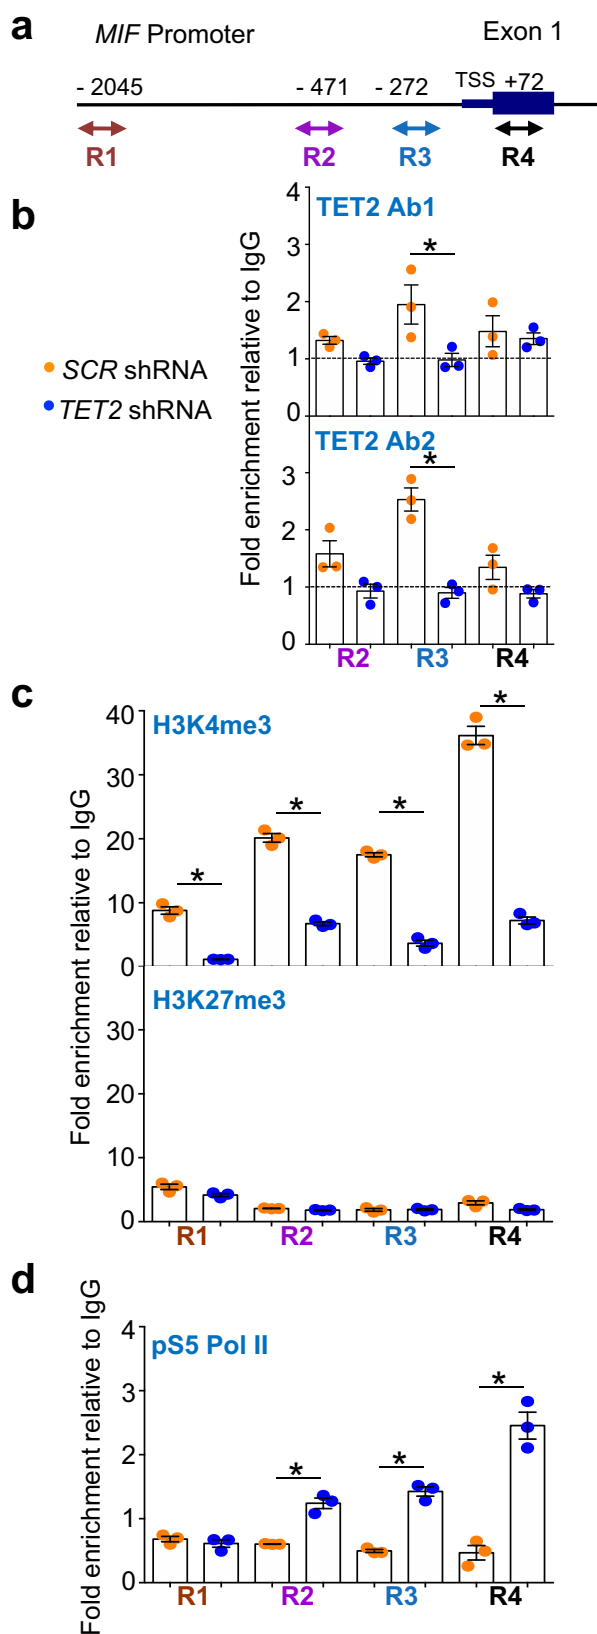 a
MIF Promoter
Exon 1
- 2045
- 471
- 272
TSS
+72
R1
R2
R3
R4
b
SCR shRNA
TET2 shRNA
Fold enrichment relative to IgG
TET2 Ab1
4
3
2
1
0
*
TET2 Ab2
3
2
1
0
*
R2
R3
R4
c
Fold enrichment relative to IgG
H3K4me3
40
30
20
10
0
*
*
*
*
H3K27me3
30
20
10
0
R1
R2
R3
R4
d
Fold enrichment relative to IgG
pS5 Pol II
4
3
2
1
0
*
*
*
R1
R2
R3
R4